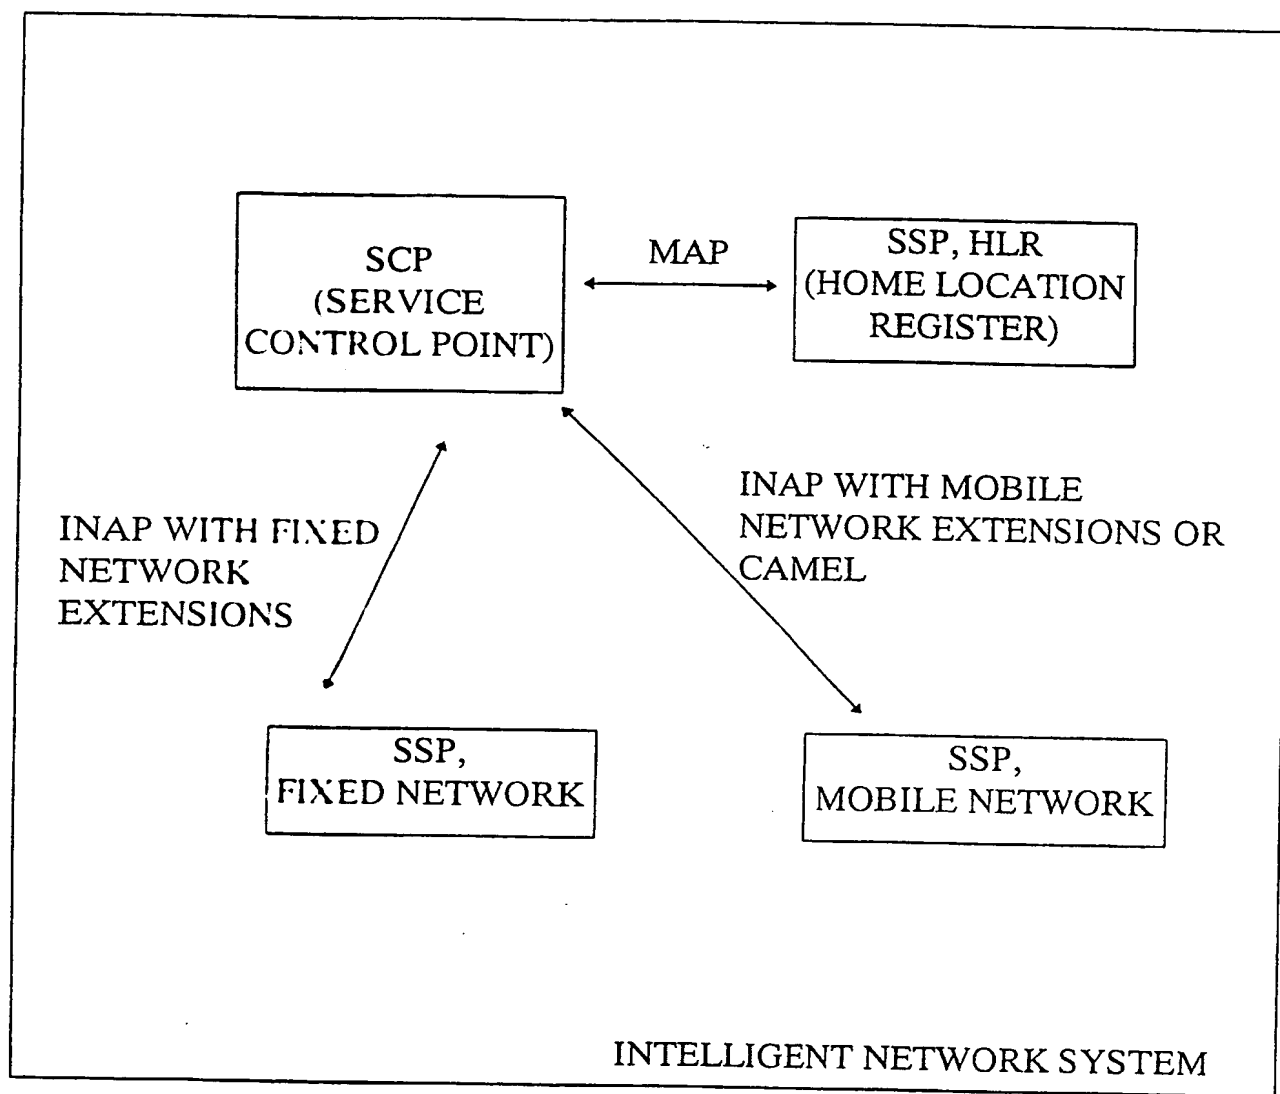 SCP
(SERVICE
CONTROL POINT)
MAP
SSP, HLR
(HOME LOCATION
REGISTER)
INAP WITH FIXED
NETWORK
EXTENSIONS
INAP WITH MOBILE
NETWORK EXTENSIONS OR
CAMEL
SSP,
FIXED NETWORK
SSP,
MOBILE NETWORK
INTELLIGENT NETWORK SYSTEM